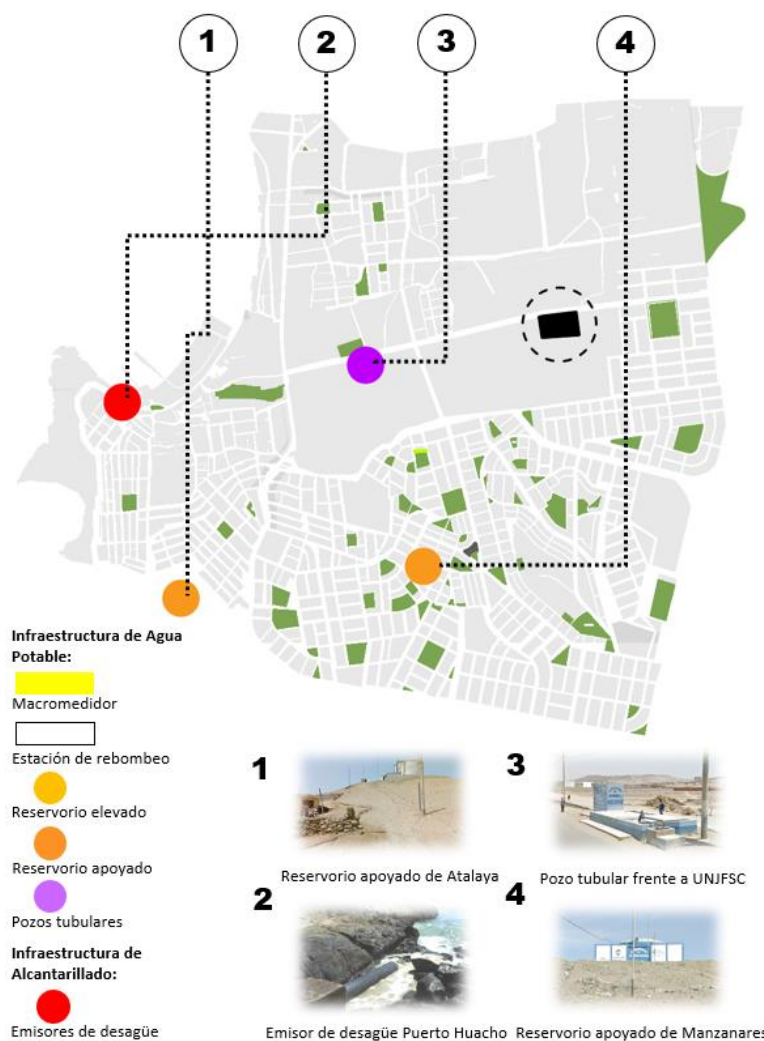 1
2
3
4
Infraestructura de Agua
Potable:
Macromedidor
Estación de rebombeo
Reservorio elevado
Reservorio apoyado
Pozos tubulares
Infraestructura de
Alcantarillado:
Emisores de desagüe
1
Reservorio apoyado de Atalaya
3
Pozo tubular frente a UNJFSC
2
Emisor de desagüe Puerto Huacho
4
Reservorio apoyado de Manzanares